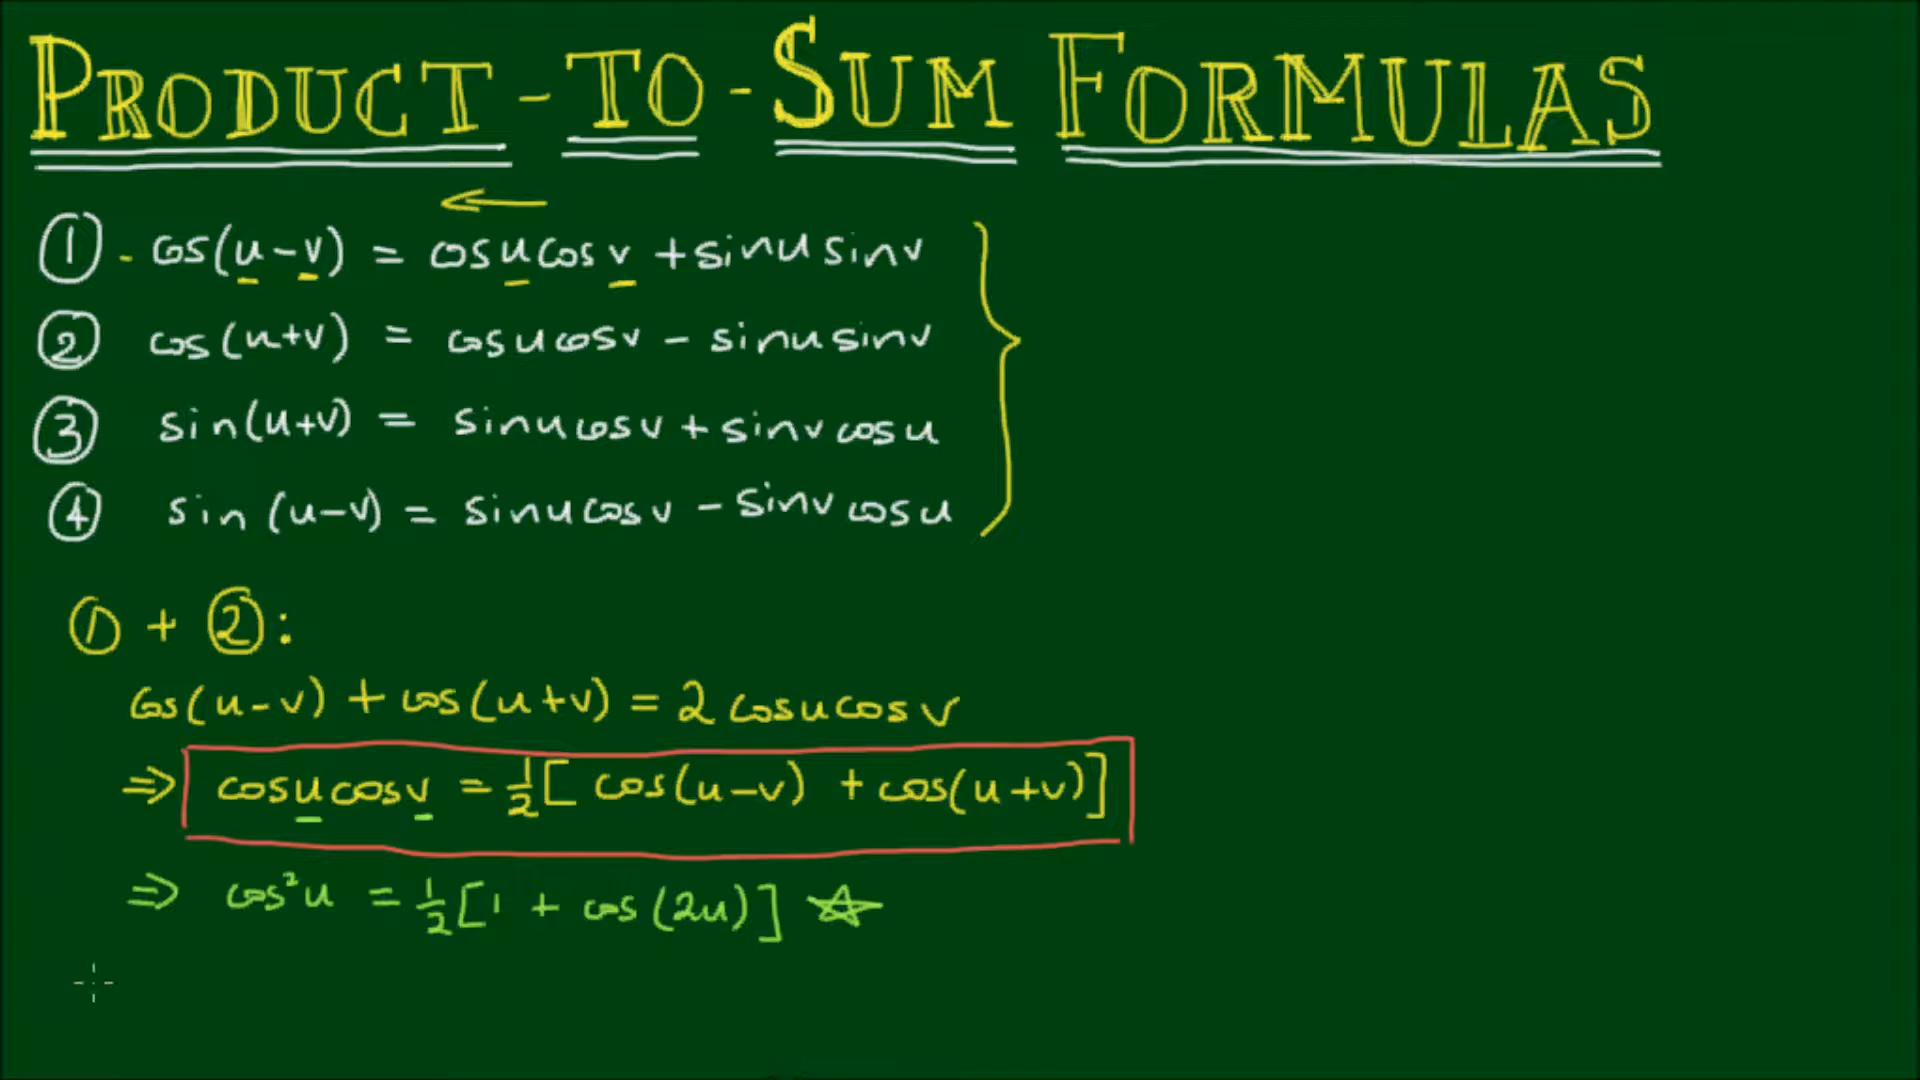 PRODUCT-TO-SUM FORMULAS
① cos(u-v) = cosucosv + sinusinv
② cos(u+v) = cosucosv - sinusinv
③ sin(u+v) = sinucosv + sinvcosu
④ sin(u-v) = sinucosv - sinvcosu
① + ②:
cos(u-v) + cos(u+v) = 2cosucosv
⇒ cosucosv = ½[cos(u-v) + cos(u+v)]
⇒ cos²u = ½[1 + cos(2u)] ☆